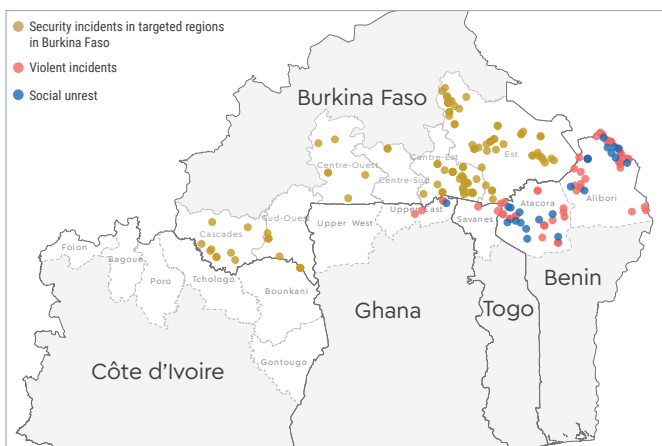 Security incidents in targeted regions
in Burkina Faso
Violent incidents
Social unrest
Burkina Faso
Centre-Ouest
Centre-Est
Est
Centre-Sud
Cascades
Sud-Ouest
Upper West
Upper East
Savanes
Atacora
Alibori
Folon
Bagoue
Poro
Tchologo
Bounkani
Gontougo
Côte d'Ivoire
Ghana
Togo
Benin